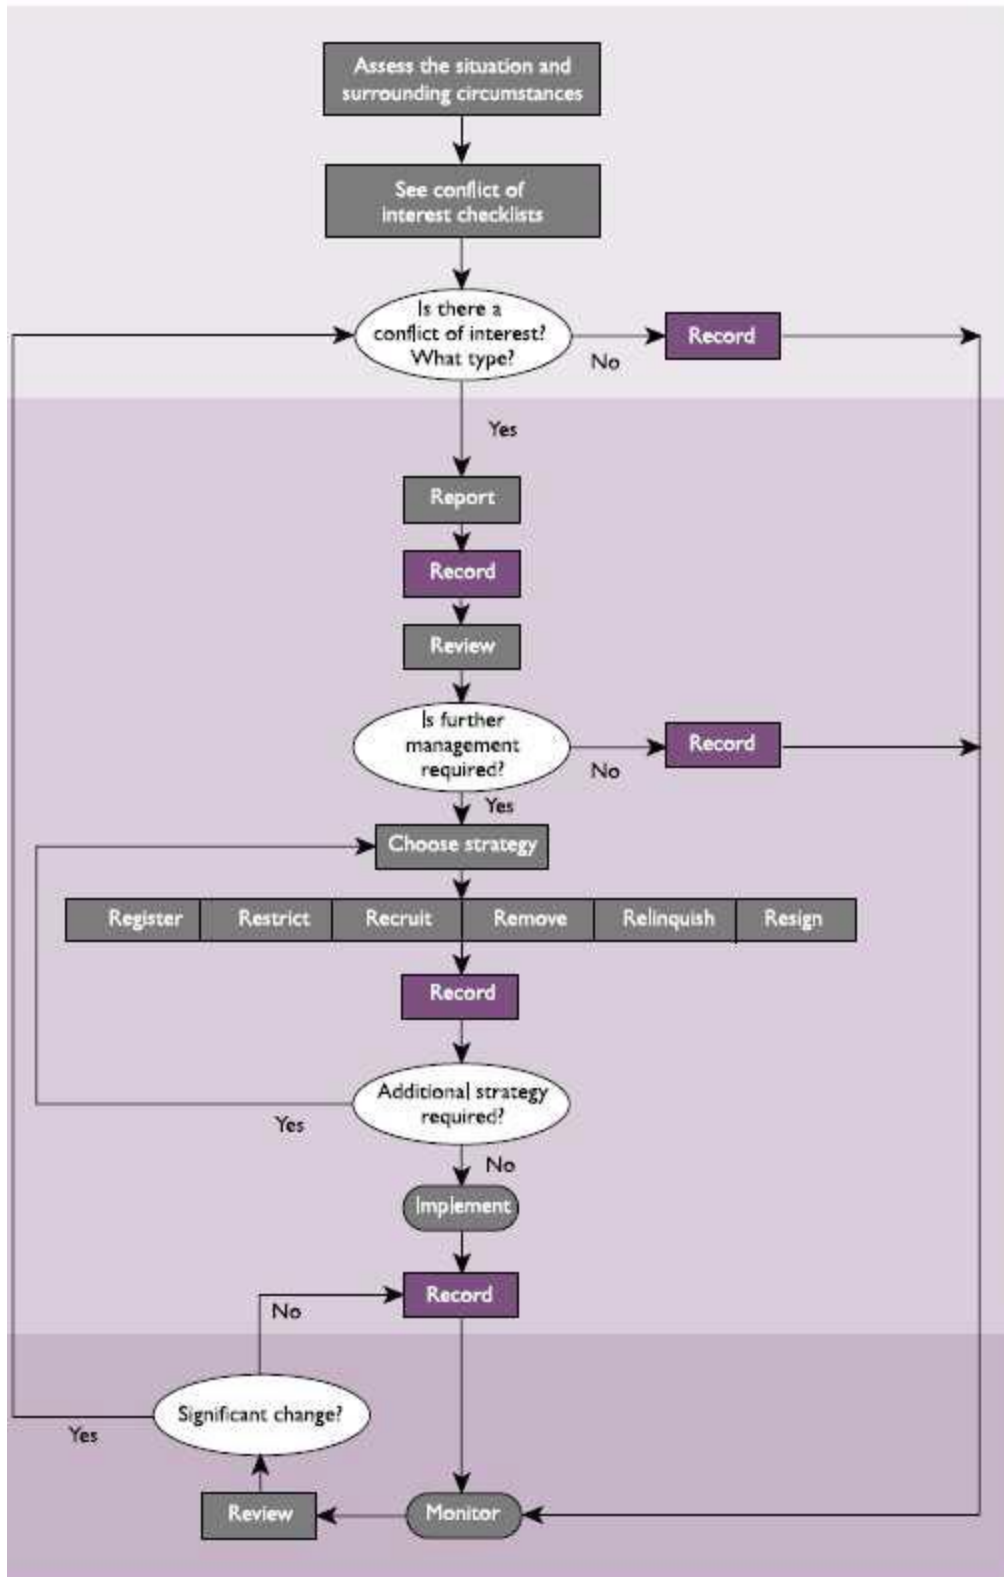 Assess the situation and
surrounding circumstances
See conflict of
interest checklists
Is there a
conflict of interest?
What type?
No
Record
Yes
Report
Record
Review
Is further
management
required?
No
Record
Yes
Choose strategy
Register
Restrict
Recruit
Remove
Relinquish
Resign
Record
Additional strategy
required?
Yes
No
Implement
Record
No
Significant change?
Yes
Review
Monitor